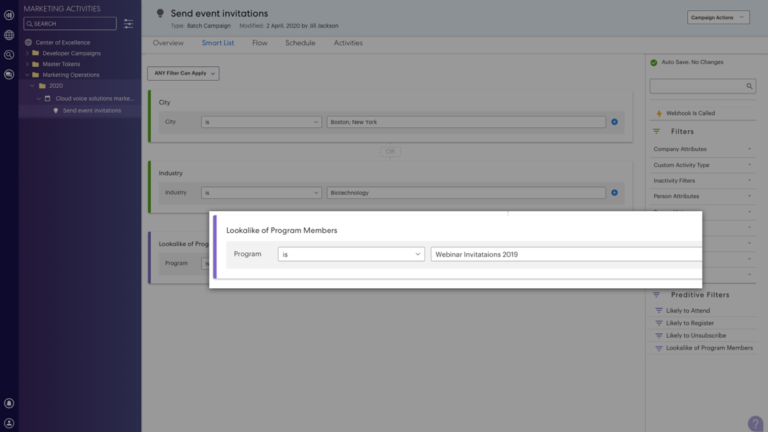 MARKETING ACTIVITIES
SEARCH
Center of Excellence
Developer Campaigns
Master Tokens
Marketing Operations
2020
Cloud voice solutions marke...
Send event invitations
Send event invitations
Type: Batch Campaign • Modified: 2 April, 2020 by Jill Jackson
Campaign Actions
Overview
Smart List
Flow
Schedule
Activities
ANY Filter Can Apply
City
City
is
Boston; New York
OR
Industry
Industry
is
Biotechnology
Lookalike of Prog
Program
is
Lookalike of Program Members
Program
is
Webinar Invitataions 2019
Auto Save: No Changes
Webhook Is Called
Filters
Company Attributes
Custom Activity Type
Inactivity Filters
Person Attributes
Preditive Filters
Likely to Attend
Likely to Register
Likely to Unsubscribe
Lookalike of Program Members
?